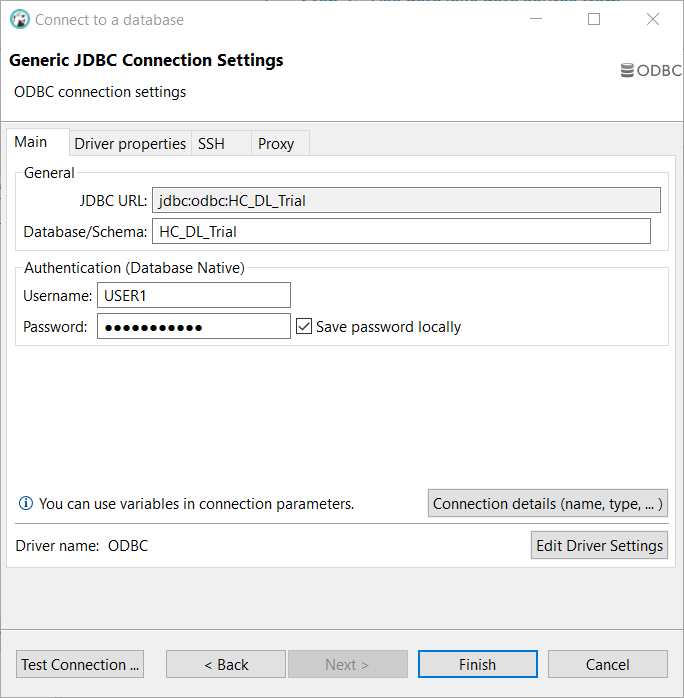 Connect to a database
Generic JDBC Connection Settings
ODBC connection settings
ODBC
Main
Driver properties
SSH
Proxy
General
JDBC URL: jdbc:odbc:HC_DL_Trial
Database/Schema: HC_DL_Trial
Authentication (Database Native)
Username: USER1
Password: ●●●●●●●●●●● Save password locally
You can use variables in connection parameters.
Connection details (name, type, ... )
Driver name: ODBC
Edit Driver Settings
Test Connection ...
< Back
Next >
Finish
Cancel